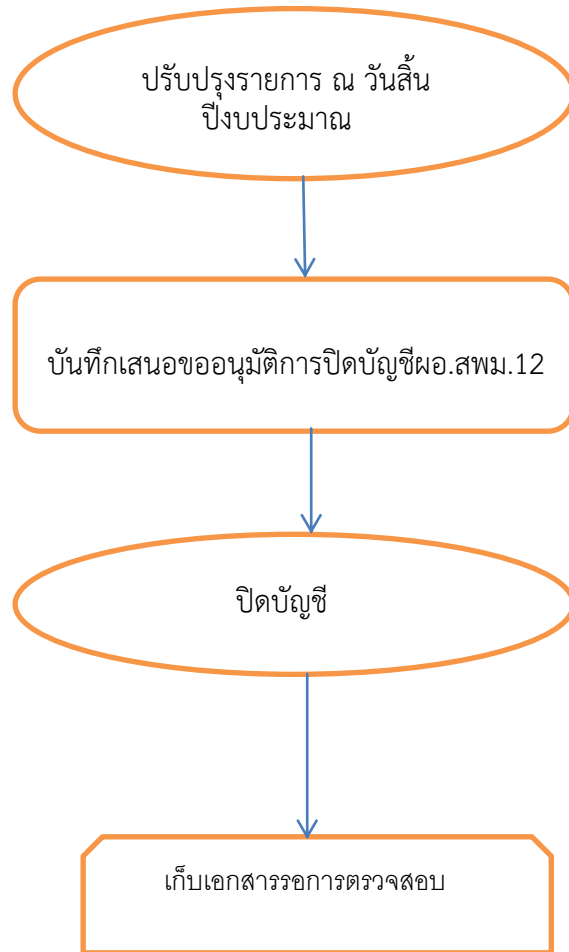 ปรับปรุงรายการ ณ วันสิ้น
ปีงบประมาณ
บันทึกเสนอขออนุมัติการปิดบัญชีผอ.สพม.12
ปิดบัญชี
เก็บเอกสารรอการตรวจสอบ